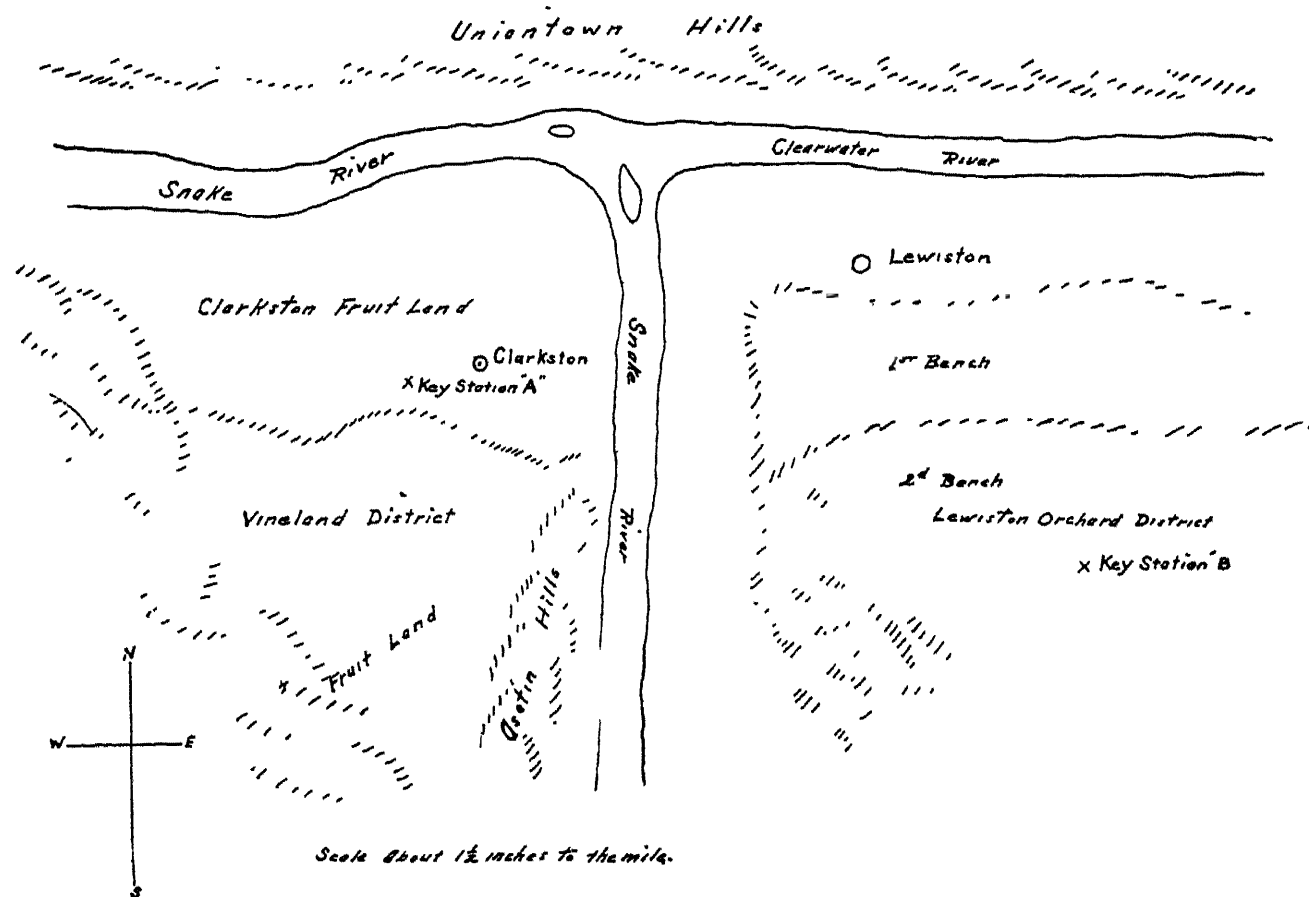 Uniontown Hills
Snake River
Clearwater River
Lewiston
Clarkston Fruit Land
Snake River
Clarkston
Key Station "A"
1st Bench
2d Bench
Vineland District
Lewiston Orchard District
Key Station "B
Asotin Hills
Fruit Land
N
W E
S
Scale About 1½ inches to the mile.